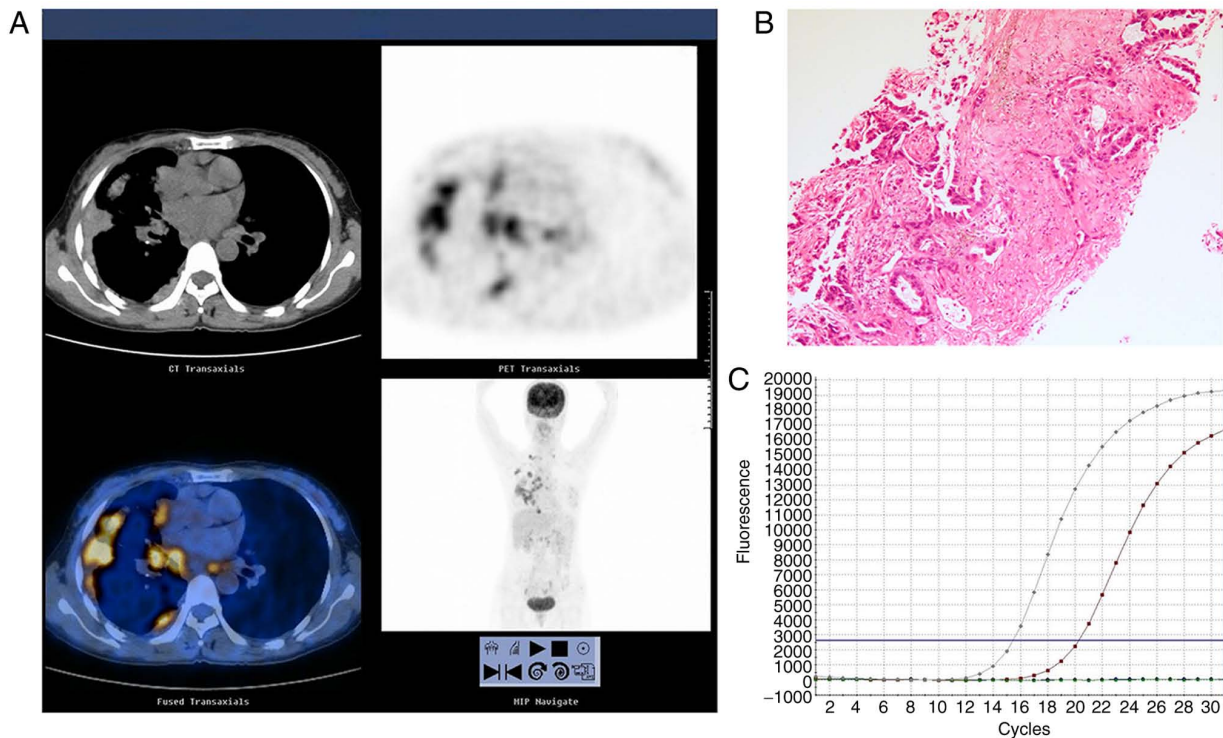 A
B
CT Transaxials
PET Transaxials
Fused Transaxials
MIP Navigate
C
20000
19000
18000
17000
16000
15000
14000
13000
12000
11000
10000
9000
8000
7000
6000
5000
4000
3000
2000
1000
0
−1000
Fluorescence
2 4 6 8 10 12 14 16 18 20 22 24 26 28 30
Cycles